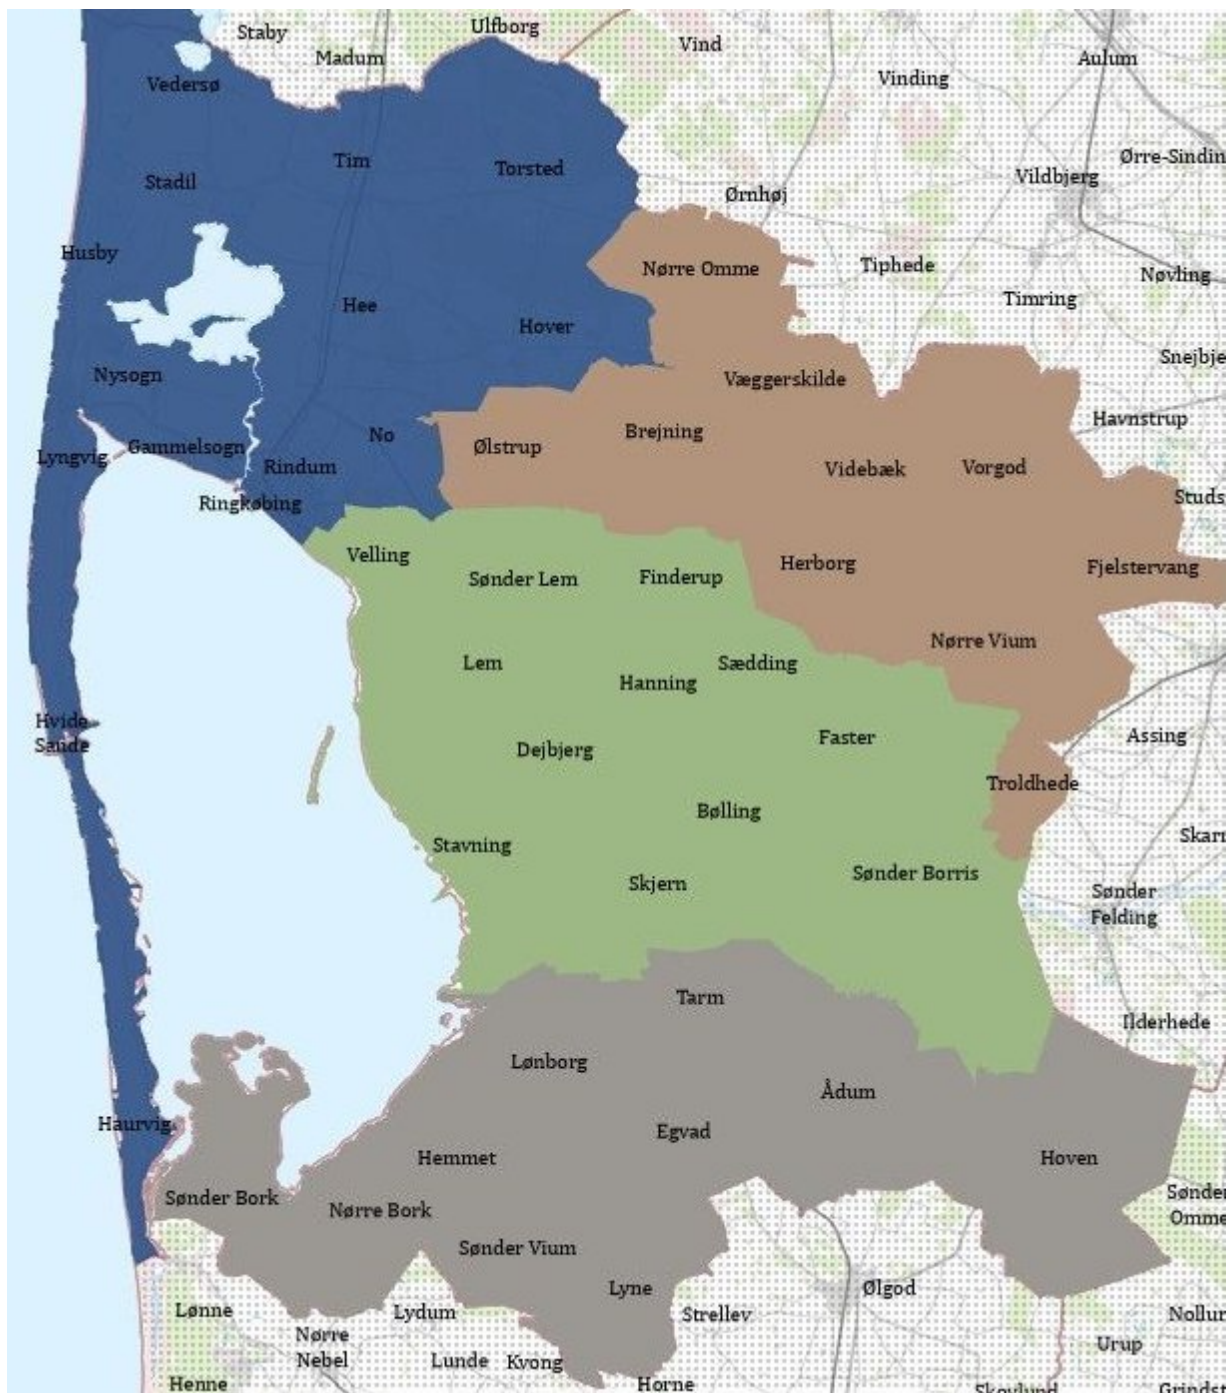 Staby
Ulfborg
Madum
Vind
Aulum
Vinding
Vedersø
Tim
Torsted
Ørre-Sindin
Stadil
Vildbjerg
Ørnhøj
Husby
Nørre Omme
Tiphede
Nøvling
Hee
Timring
Hover
Snejbje
Nysogn
Væggerskilde
Havnstrup
Gammelsogn
No
Brejning
Lyngvig
Rindum
Ølstrup
Videbæk
Vorgod
Ringkøbing
Studs
Velling
Sønder Lem
Finderup
Herborg
Fjelstervang
Nørre Vium
Lem
Hanning
Sædding
Hvide
Sande
Dejbjerg
Faster
Assing
Troldhede
Bølling
Stavning
Skarr
Skjern
Sønder Borris
Sønder
Felding
Tarm
Ilderhede
Lønborg
Ådum
Haurvig
Egvad
Hemmet
Hoven
Sønder Bork
Nørre Bork
Sønder
Omme
Sønder Vium
Lyne
Ølgod
Lønne
Lydum
Strellev
Nollur
Nørre
Nebel
Lunde
Kvong
Urup
Henne
Horne
Skovlund
Grindst